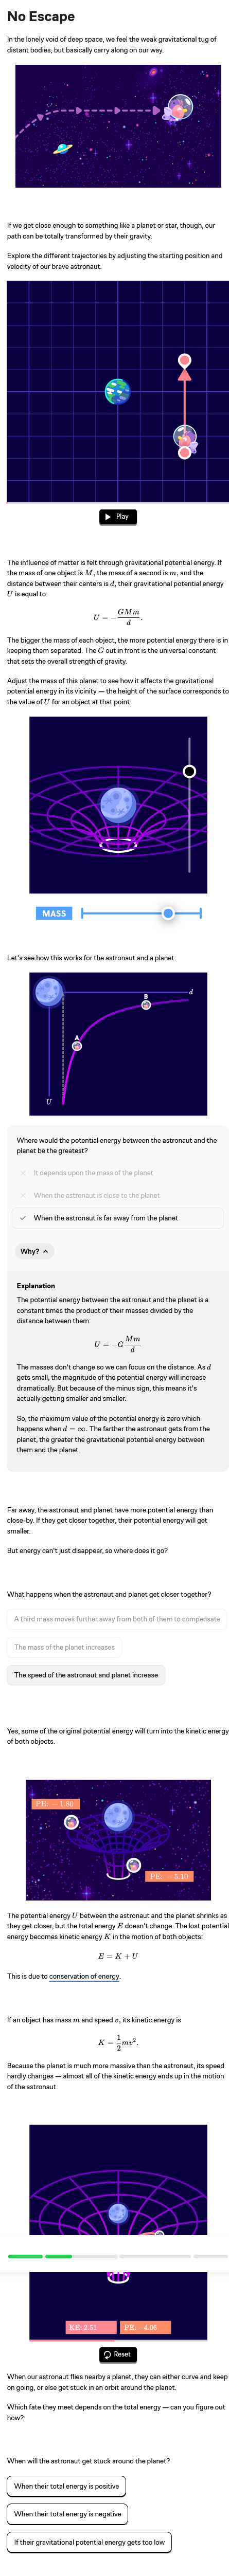 No Escape
In the lonely void of deep space, we feel the weak gravitational tug of
distant bodies, but basically carry along on our way.
If we get close enough to something like a planet or star, though, our
path can be totally transformed by their gravity.
Explore the different trajectories by adjusting the starting position and
velocity of our brave astronaut.
Play
The influence of matter is felt through gravitational potential energy. If
the mass of one object is M, the mass of a second is m, and the
distance between their centers is d, their gravitational potential energy
U is equal to:
U = − GMm / d .
The bigger the mass of each object, the more potential energy there is in
keeping them separated. The G out in front is the universal constant
that sets the overall strength of gravity.
Adjust the mass of this planet to see how it affects the gravitational
potential energy in its vicinity — the height of the surface corresponds to
the value of U for an object at that point.
MASS
Let's see how this works for the astronaut and a planet.
d
B
A
U
Where would the potential energy between the astronaut and the
planet be the greatest?
It depends upon the mass of the planet
When the astronaut is close to the planet
When the astronaut is far away from the planet
Why?
Explanation
The potential energy between the astronaut and the planet is a
constant times the product of their masses divided by the
distance between them:
U = −G Mm / d
The masses don't change so we can focus on the distance. As d
gets small, the magnitude of the potential energy will increase
dramatically. But because of the minus sign, this means it's
actually getting smaller and smaller.
So, the maximum value of the potential energy is zero which
happens when d = ∞. The farther the astronaut gets from the
planet, the greater the gravitational potential energy between
them and the planet.
Far away, the astronaut and planet have more potential energy than
close-by. If they get closer together, their potential energy will get
smaller.
But energy can't just disappear, so where does it go?
What happens when the astronaut and planet get closer together?
A third mass moves further away from both of them to compensate
The mass of the planet increases
The speed of the astronaut and planet increase
Yes, some of the original potential energy will turn into the kinetic energy
of both objects.
PE: −1.80
PE: −5.10
The potential energy U between the astronaut and the planet shrinks as
they get closer, but the total energy E doesn't change. The lost potential
energy becomes kinetic energy K in the motion of both objects:
E = K + U
This is due to conservation of energy.
If an object has mass m and speed v, its kinetic energy is
K = 1/2 mv².
Because the planet is much more massive than the astronaut, its speed
hardly changes — almost all of the kinetic energy ends up in the motion
of the astronaut.
KE: 2.51
PE: −4.06
Reset
When our astronaut flies nearby a planet, they can either curve and keep
on going, or else get stuck in an orbit around the planet.
Which fate they meet depends on the total energy — can you figure out
how?
When will the astronaut get stuck around the planet?
When their total energy is positive
When their total energy is negative
If their gravitational potential energy gets too low